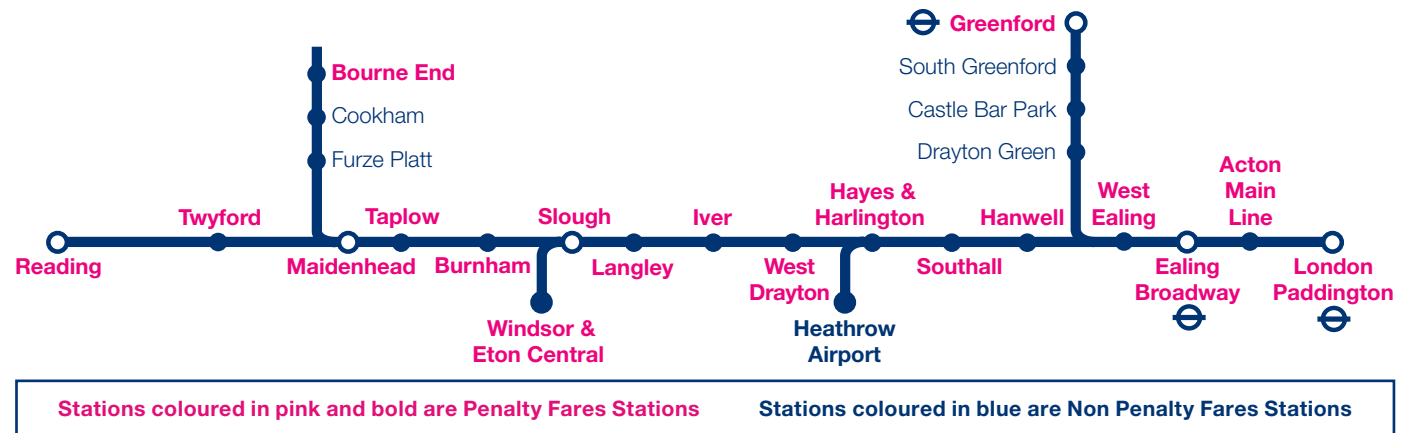 Greenford
South Greenford
Castle Bar Park
Drayton Green
Bourne End
Cookham
Furze Platt
Reading
Twyford
Maidenhead
Taplow
Burnham
Slough
Windsor &
Eton Central
Langley
Iver
West
Drayton
Hayes &
Harlington
Heathrow
Airport
Southall
Hanwell
West
Ealing
Ealing
Broadway
Acton
Main
Line
London
Paddington
Stations coloured in pink and bold are Penalty Fares Stations
Stations coloured in blue are Non Penalty Fares Stations